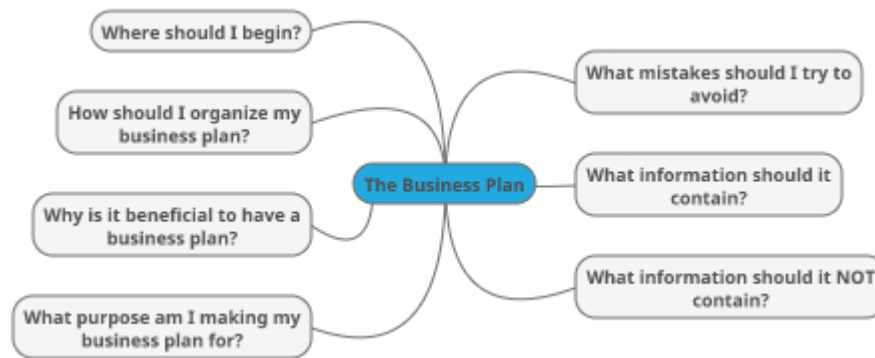 Where should I begin?
How should I organize my
business plan?
Why is it beneficial to have a
business plan?
What purpose am I making my
business plan for?
The Business Plan
What mistakes should I try to
avoid?
What information should it
contain?
What information should it NOT
contain?